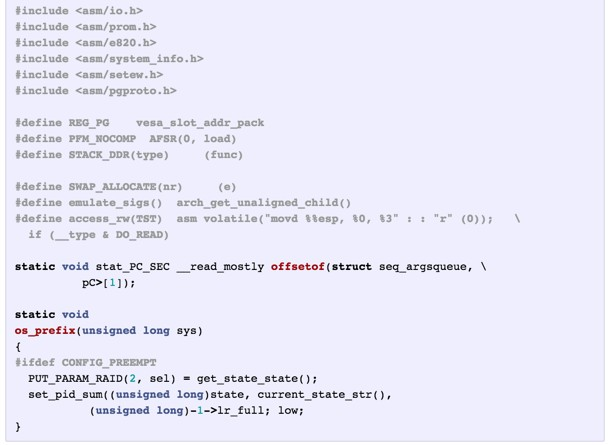 #include <asm/io.h>
#include <asm/prom.h>
#include <asm/e820.h>
#include <asm/system_info.h>
#include <asm/setew.h>
#include <asm/pgproto.h>
#define REG_PG    vesa_slot_addr_pack
#define PFM_NOCOMP  AFSR(0, load)
#define STACK_DDR(type)     (func)
#define SWAP_ALLOCATE(nr)     (e)
#define emulate_sigs()  arch_get_unaligned_child()
#define access_rw(TST)  asm volatile("movd %%esp, %0, %3" : : "r" (0));   \
  if (__type & DO_READ)
static void stat_PC_SEC __read_mostly offsetof(struct seq_argsqueue, \
          pC>[1]);
static void
os_prefix(unsigned long sys)
{
#ifdef CONFIG_PREEMPT
  PUT_PARAM_RAID(2, sel) = get_state_state();
  set_pid_sum((unsigned long)state, current_state_str(),
           (unsigned long)-1->lr_full; low;
}